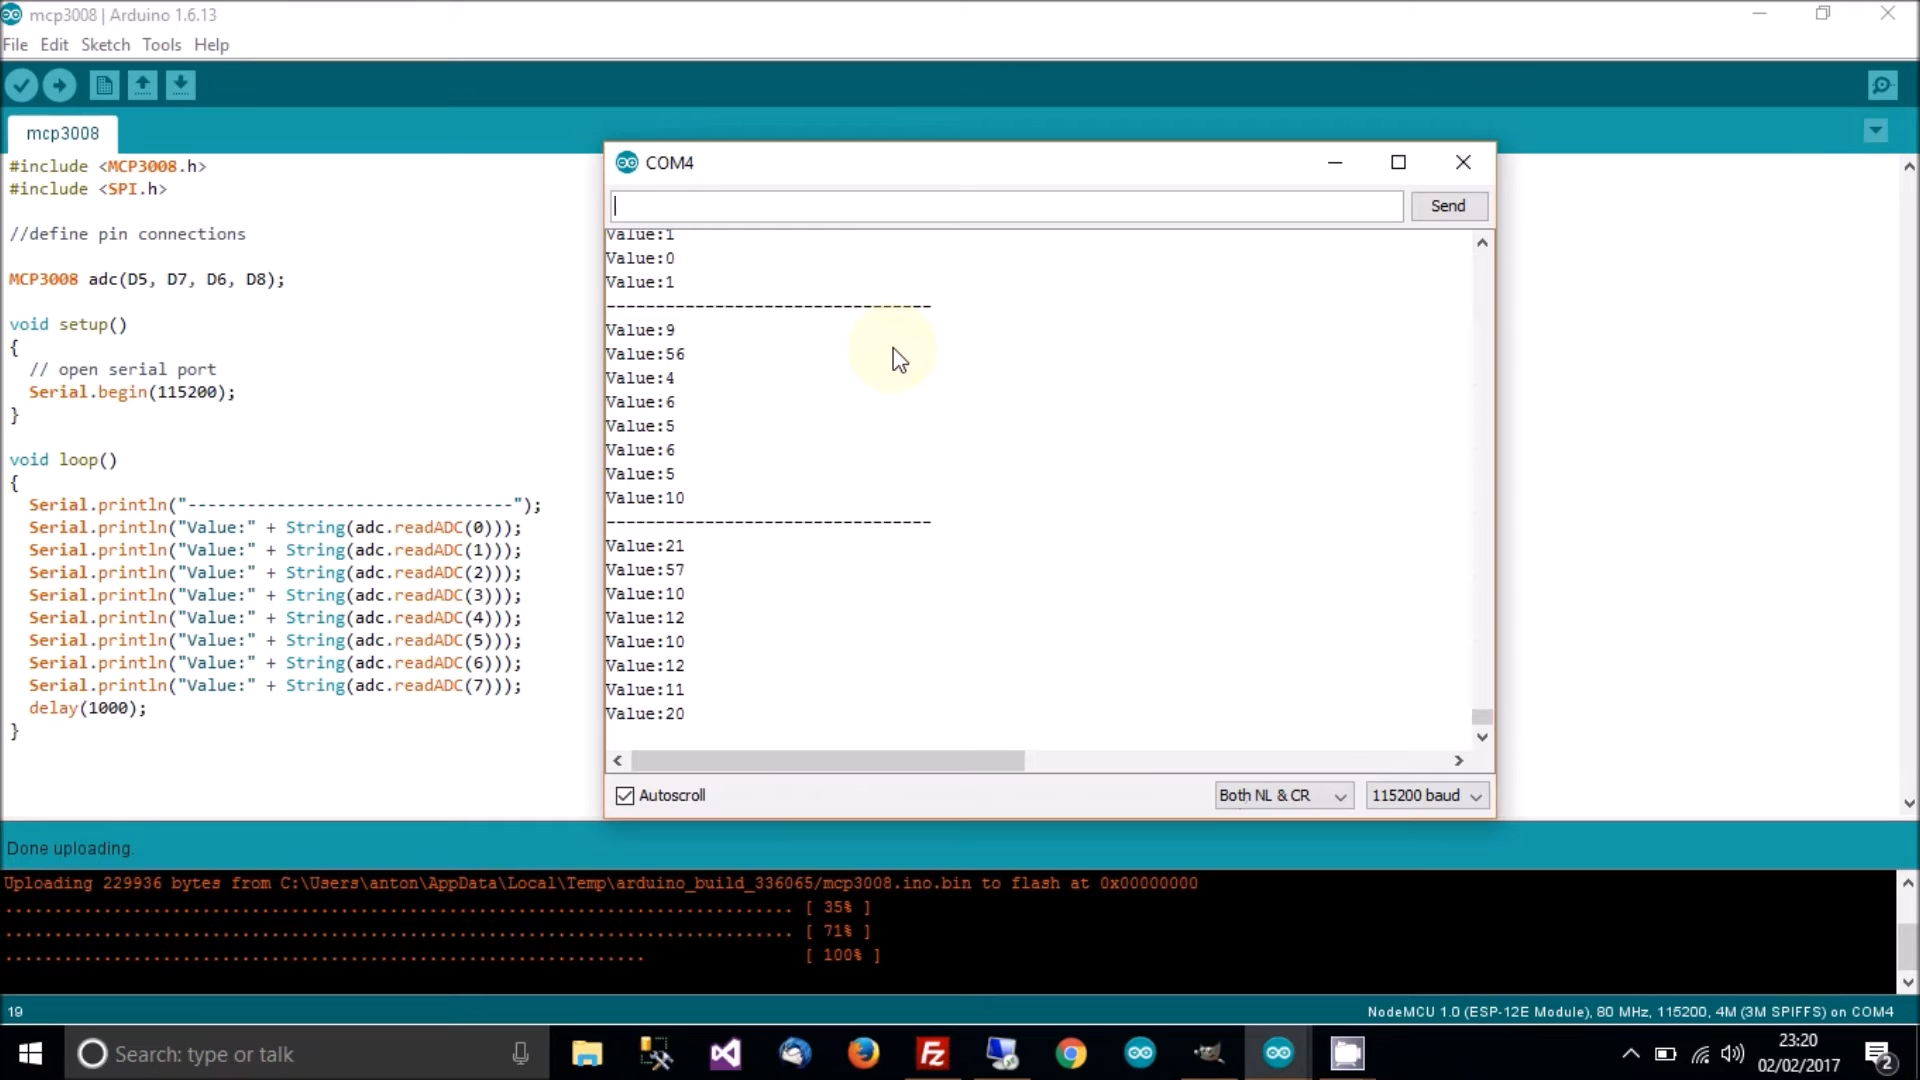 mcp3008 | Arduino 1.6.13
File Edit Sketch Tools Help
mcp3008
#include <MCP3008.h>
#include <SPI.h>
//define pin connections
MCP3008 adc(D5, D7, D6, D8);
void setup()
{
// open serial port
Serial.begin(115200);
}
void loop()
{
Serial.println("---------------------------------");
Serial.println("Value:" + String(adc.readADC(0)));
Serial.println("Value:" + String(adc.readADC(1)));
Serial.println("Value:" + String(adc.readADC(2)));
Serial.println("Value:" + String(adc.readADC(3)));
Serial.println("Value:" + String(adc.readADC(4)));
Serial.println("Value:" + String(adc.readADC(5)));
Serial.println("Value:" + String(adc.readADC(6)));
Serial.println("Value:" + String(adc.readADC(7)));
delay(1000);
}
COM4
Send
Value:1
Value:0
Value:1
---------------------------------
Value:9
Value:56
Value:4
Value:6
Value:5
Value:6
Value:5
Value:10
---------------------------------
Value:21
Value:57
Value:10
Value:12
Value:10
Value:12
Value:11
Value:20
Autoscroll
Both NL & CR
115200 baud
Done uploading.
Uploading 229936 bytes from C:\Users\anton\AppData\Local\Temp\arduino_build_336065/mcp3008.ino.bin to flash at 0x00000000
................................................................................ [ 35% ]
................................................................................ [ 71% ]
................................................................. [ 100% ]
19
NodeMCU 1.0 (ESP-12E Module), 80 MHz, 115200, 4M (3M SPIFFS) on COM4
Search: type or talk
23:20
02/02/2017
2